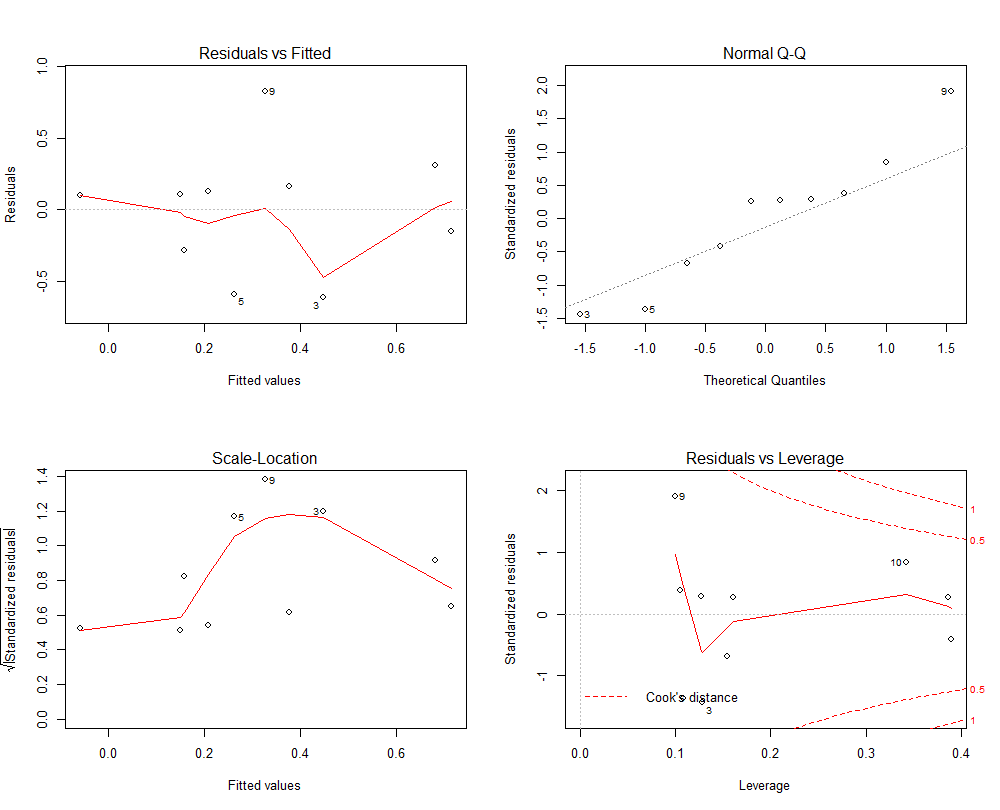 Residuals vs Fitted
Residuals
-0.5 0.0 0.5 1.0
9
5
3
0.0 0.2 0.4 0.6
Fitted values
Normal Q-Q
Standardized residuals
-1.5 -1.0 -0.5 0.0 0.5 1.0 1.5 2.0
9
5
3
-1.5 -1.0 -0.5 0.0 0.5 1.0 1.5
Theoretical Quantiles
Scale-Location
√|Standardized residuals|
0.0 0.2 0.4 0.6 0.8 1.0 1.2 1.4
9
5
3
0.0 0.2 0.4 0.6
Fitted values
Residuals vs Leverage
Standardized residuals
-1 0 1 2
9
10
3
1
0.5
0.5
1
Cook's distance
0.0 0.1 0.2 0.3 0.4
Leverage